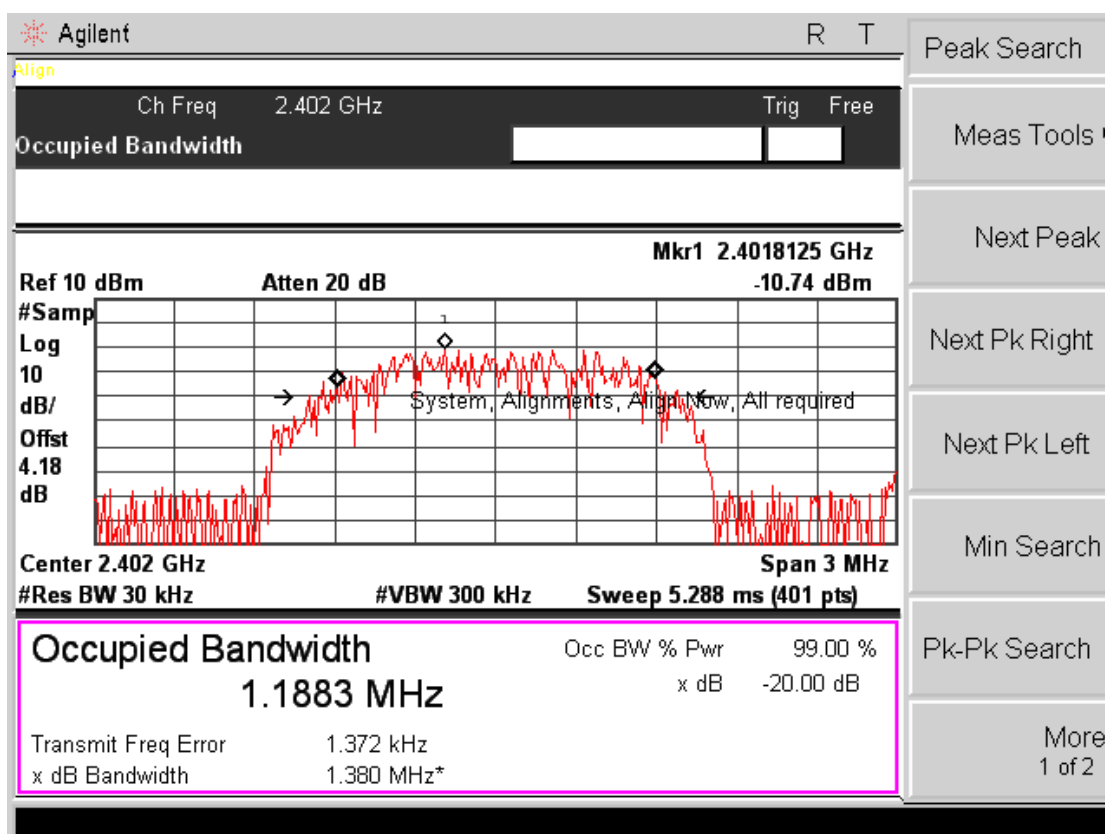 Agilent R T
Align
Ch Freq 2.402 GHz Trig Free
Occupied Bandwidth
Mkr1 2.4018125 GHz
Ref 10 dBm Atten 20 dB -10.74 dBm
#Samp
Log
10
dB/
Offst
4.18
dB
1
System, Alignments, Align Now, All required
Center 2.402 GHz Span 3 MHz
#Res BW 30 kHz #VBW 300 kHz Sweep 5.288 ms (401 pts)
Occupied Bandwidth
1.1883 MHz
Occ BW % Pwr 99.00 %
x dB -20.00 dB
Transmit Freq Error 1.372 kHz
x dB Bandwidth 1.380 MHz*
Peak Search
Meas Tools
Next Peak
Next Pk Right
Next Pk Left
Min Search
Pk-Pk Search
More
1 of 2